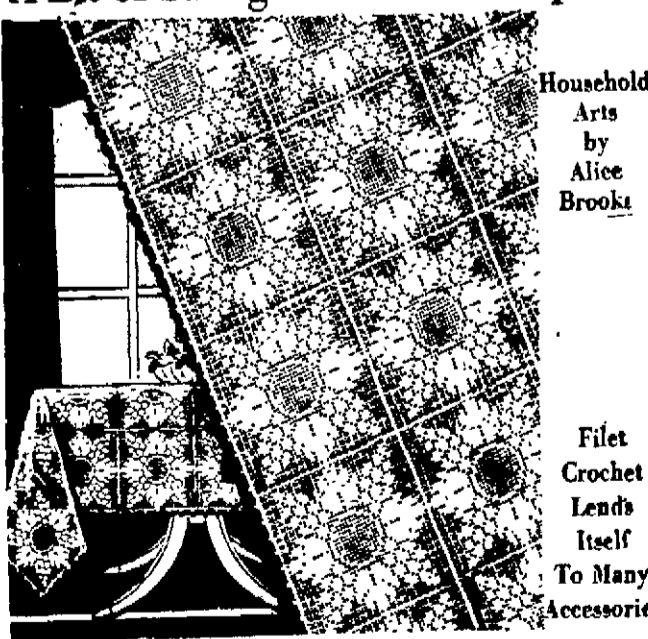 Household
Arts
by
Alice
Brooks
Filet
Crochet
Lends
Itself
To Many
Accessorie